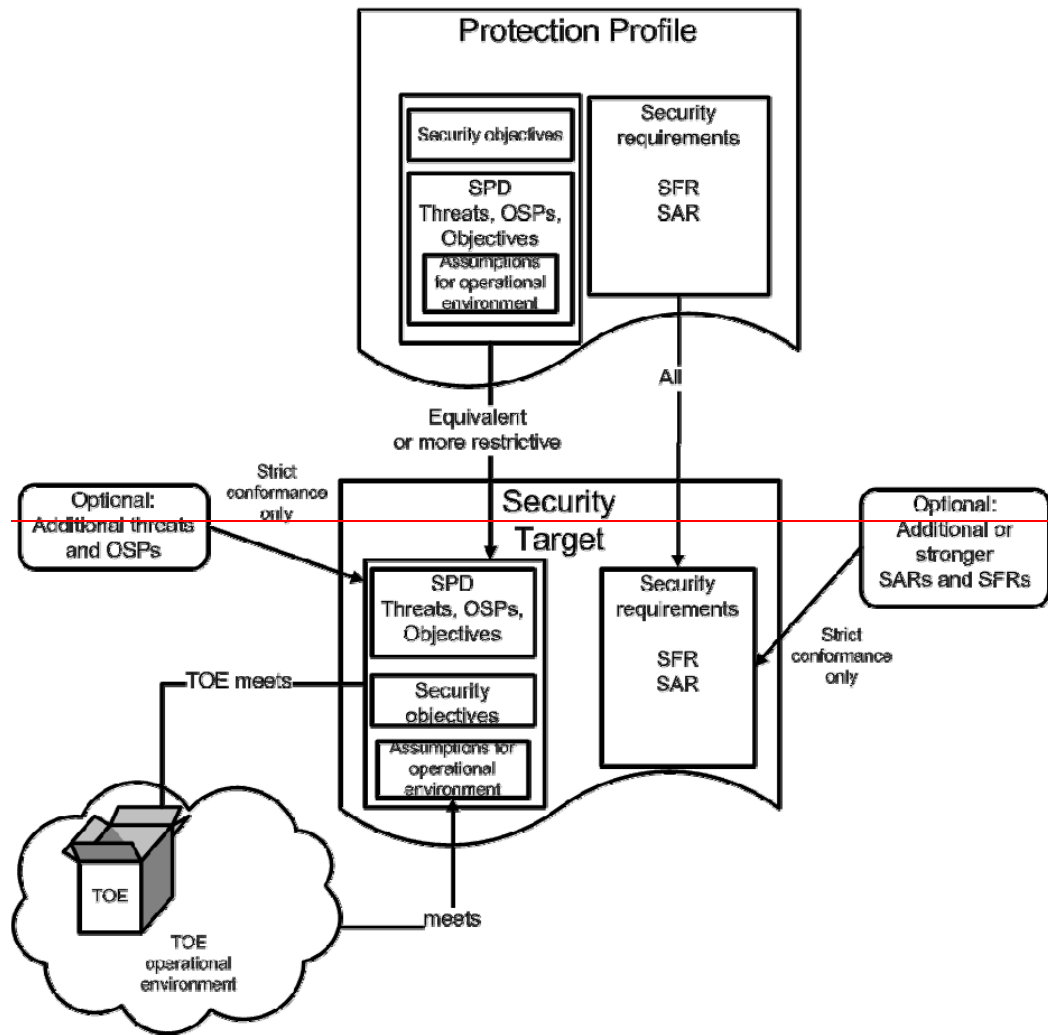 Protection Profile
Security objectives
SPD
Threats, OSPs,
Objectives
Assumptions
for operational
environment
Security
requirements
SFR
SAR
All
Equivalent
or more restrictive
Strict
conformance
only
Optional:
Additional threats
and OSPs
Security
Target
Optional:
Additional or
stronger
SARs and SFRs
SPD
Threats, OSPs,
Objectives
Security
requirements
SFR
SAR
Strict
conformance
only
TOE meets
Security
objectives
Assumptions for
operational
environment
TOE
meets
TOE
operational
environment